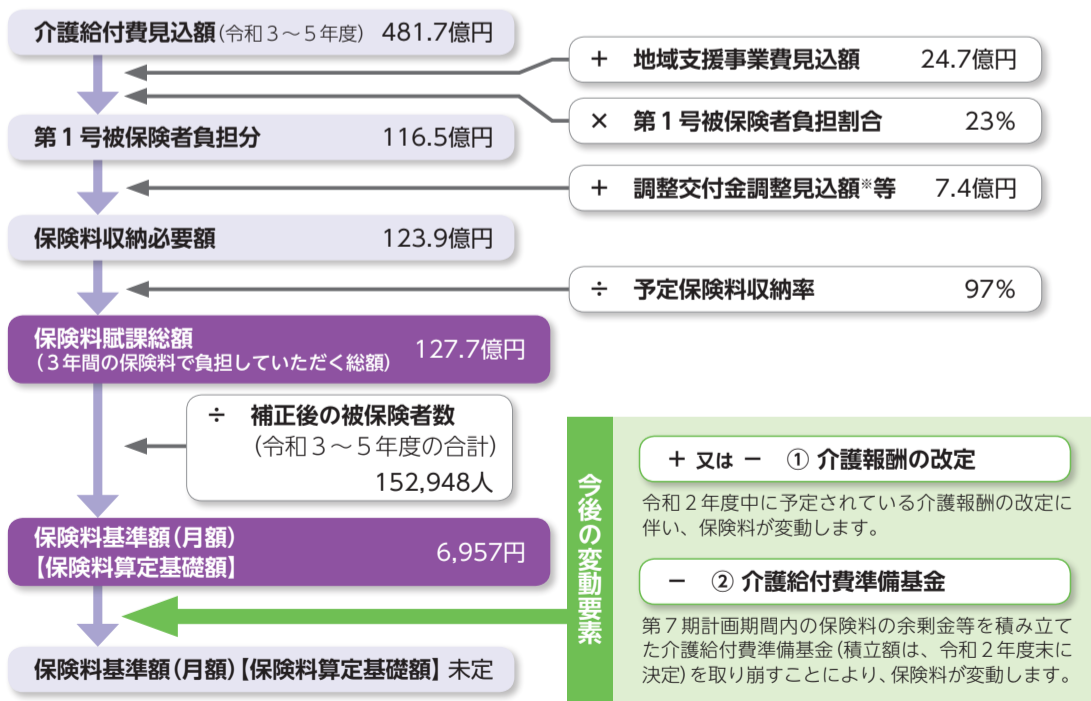 介護給付費見込額(令和3～5年度) 481.7億円
＋ 地域支援事業費見込額 24.7億円
× 第1号被保険者負担割合 23%
第1号被保険者負担分 116.5億円
＋ 調整交付金調整見込額※等 7.4億円
保険料収納必要額 123.9億円
÷ 予定保険料収納率 97%
保険料賦課総額
(3年間の保険料で負担していただく総額) 127.7億円
÷ 補正後の被保険者数
(令和3～5年度の合計)
152,948人
保険料基準額(月額)
【保険料算定基礎額】 6,957円
保険料基準額(月額)【保険料算定基礎額】 未定
今後の変動要素
＋ 又は － ① 介護報酬の改定
令和2年度中に予定されている介護報酬の改定に
伴い、保険料が変動します。
－ ② 介護給付費準備基金
第7期計画期間内の保険料の余剰金等を積み立て
た介護給付費準備基金(積立額は、令和2年度末に
決定)を取り崩すことにより、保険料が変動します。